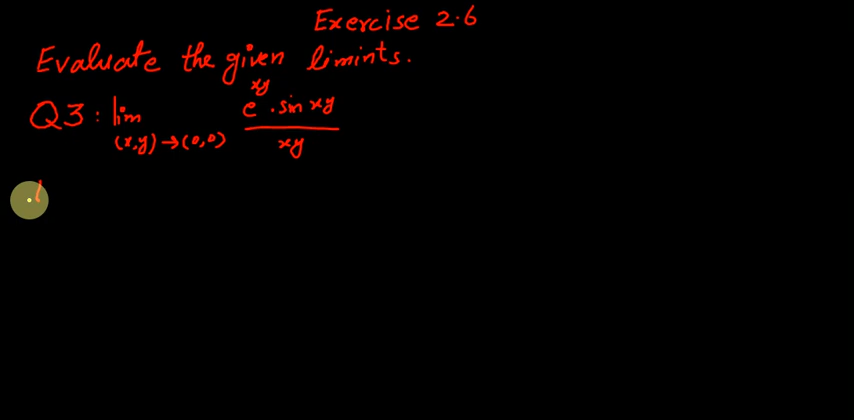 Exercise 2.6
Evaluate the given limints.
Q3: lim (x,y)→(0,0) e^xy . sin xy / xy